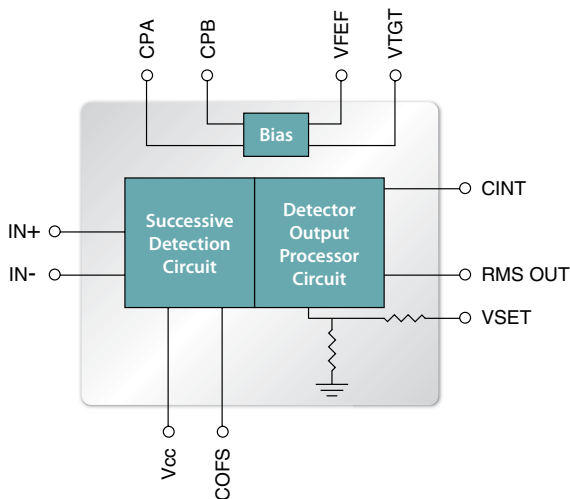 CPA
CPB
VFEF
VTGT
Bias
CINT
Successive
Detection
Circuit
Detector
Output
Processor
Circuit
IN+
IN-
RMS OUT
VSET
Vcc
COFS